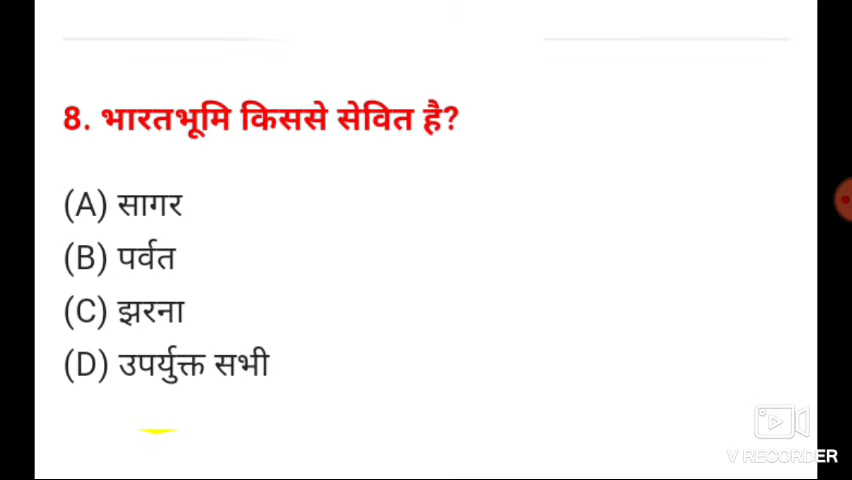 8. भारतभूमि किससे सेवित है?
(A) सागर
(B) पर्वत
(C) झरना
(D) उपर्युक्त सभी
V RECORDER